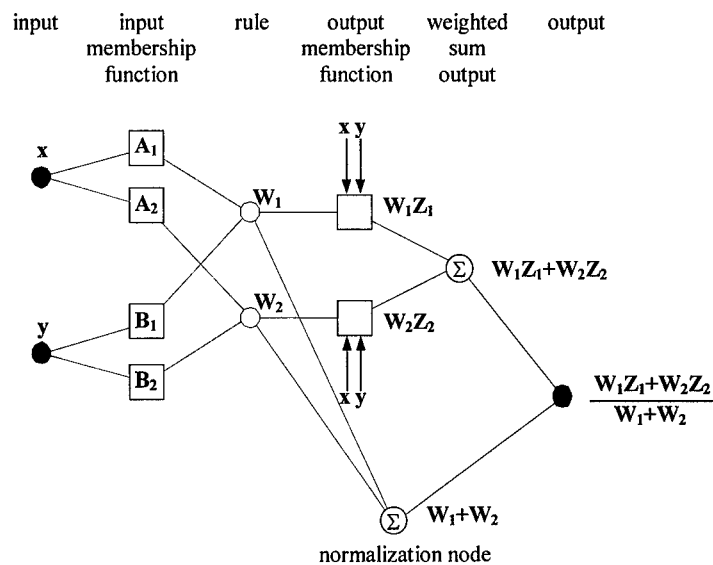 input input rule output weighted output
membership membership sum
function function output
x y
x
A₁
A₂
W₁
W₁Z₁
Σ W₁Z₁+W₂Z₂
W₂
y
B₁
B₂
W₂Z₂
x y
W₁Z₁+W₂Z₂
W₁+W₂
Σ W₁+W₂
normalization node